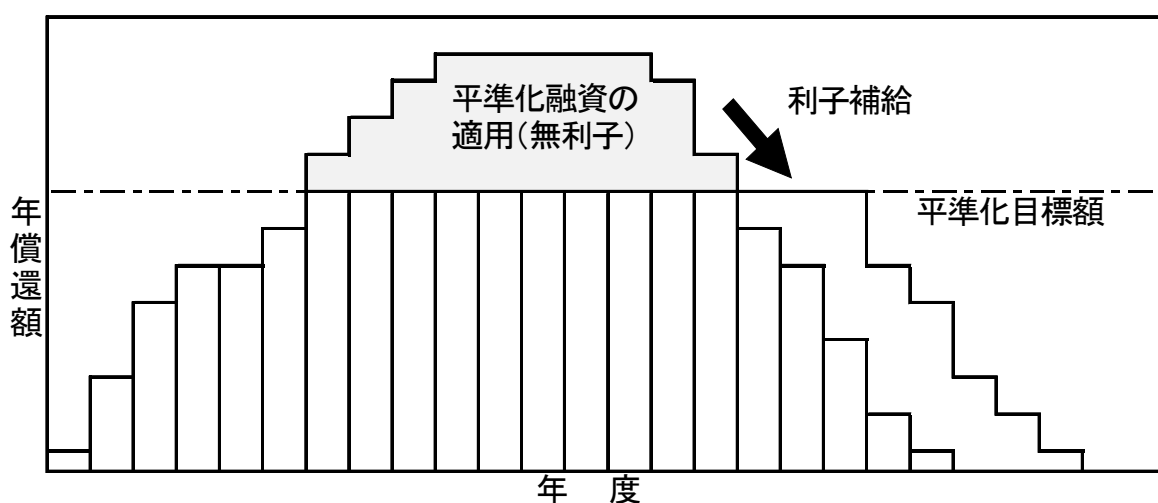 平準化融資の
適用（無利子）
利子補給
平準化目標額
年償還額
年　度